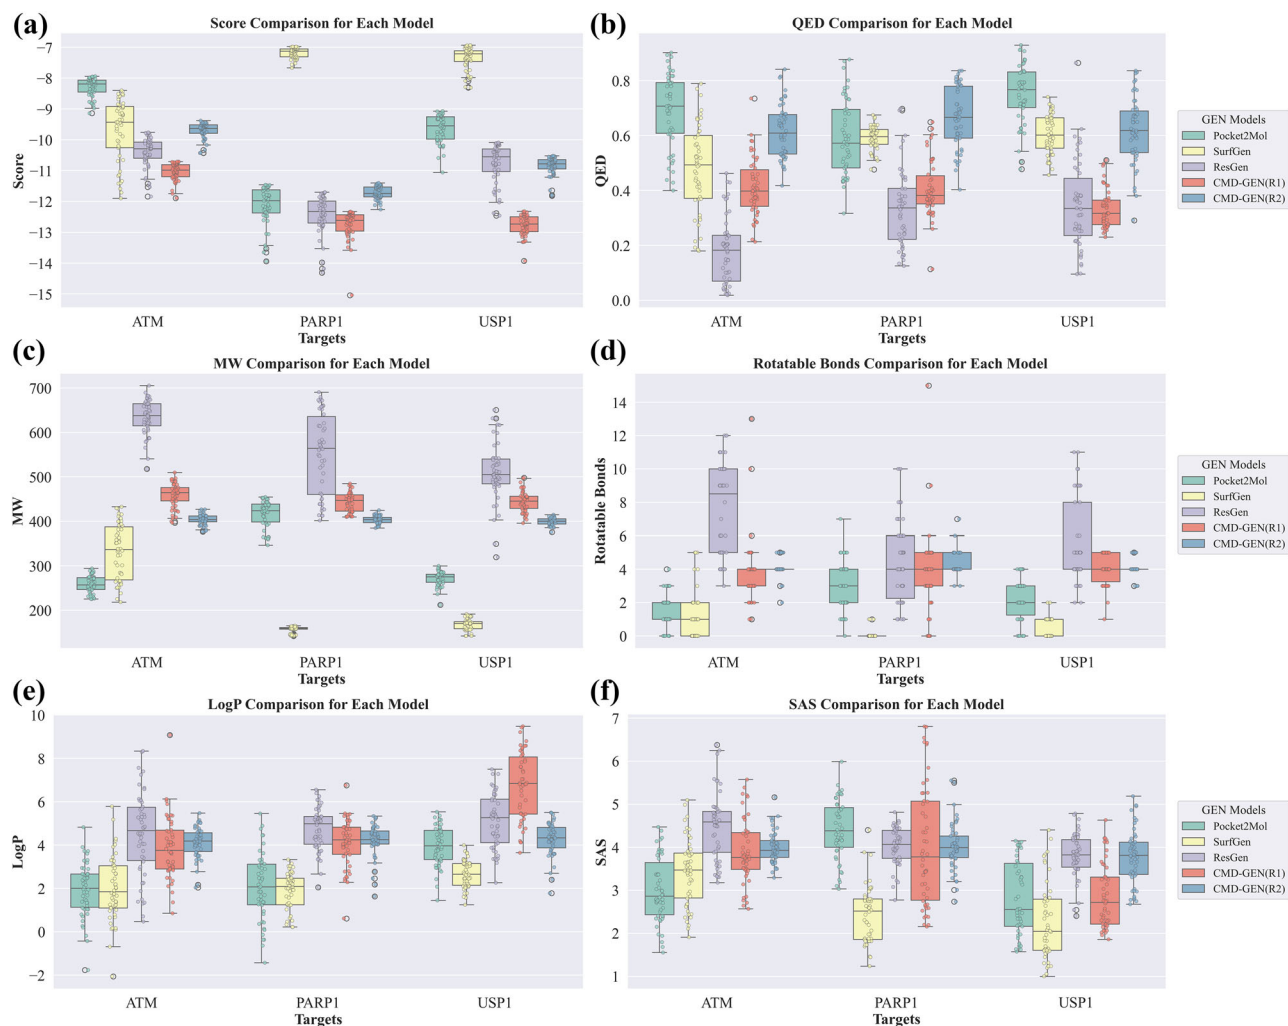 (a)
Score Comparison for Each Model
−7
−8
−9
−10
−11
−12
−13
−14
−15
Score
ATM PARP1 USP1
Targets
(b)
QED Comparison for Each Model
0.8
0.6
0.4
0.2
0.0
QED
ATM PARP1 USP1
Targets
GEN Models
Pocket2Mol
SurfGen
ResGen
CMD-GEN(R1)
CMD-GEN(R2)
(c)
MW Comparison for Each Model
700
600
500
400
300
200
MW
ATM PARP1 USP1
Targets
(d)
Rotatable Bonds Comparison for Each Model
14
12
10
8
6
4
2
0
Rotatable Bonds
ATM PARP1 USP1
Targets
GEN Models
Pocket2Mol
SurfGen
ResGen
CMD-GEN(R1)
CMD-GEN(R2)
(e)
LogP Comparison for Each Model
10
8
6
4
2
0
−2
LogP
ATM PARP1 USP1
Targets
(f)
SAS Comparison for Each Model
7
6
5
4
3
2
1
SAS
ATM PARP1 USP1
Targets
GEN Models
Pocket2Mol
SurfGen
ResGen
CMD-GEN(R1)
CMD-GEN(R2)